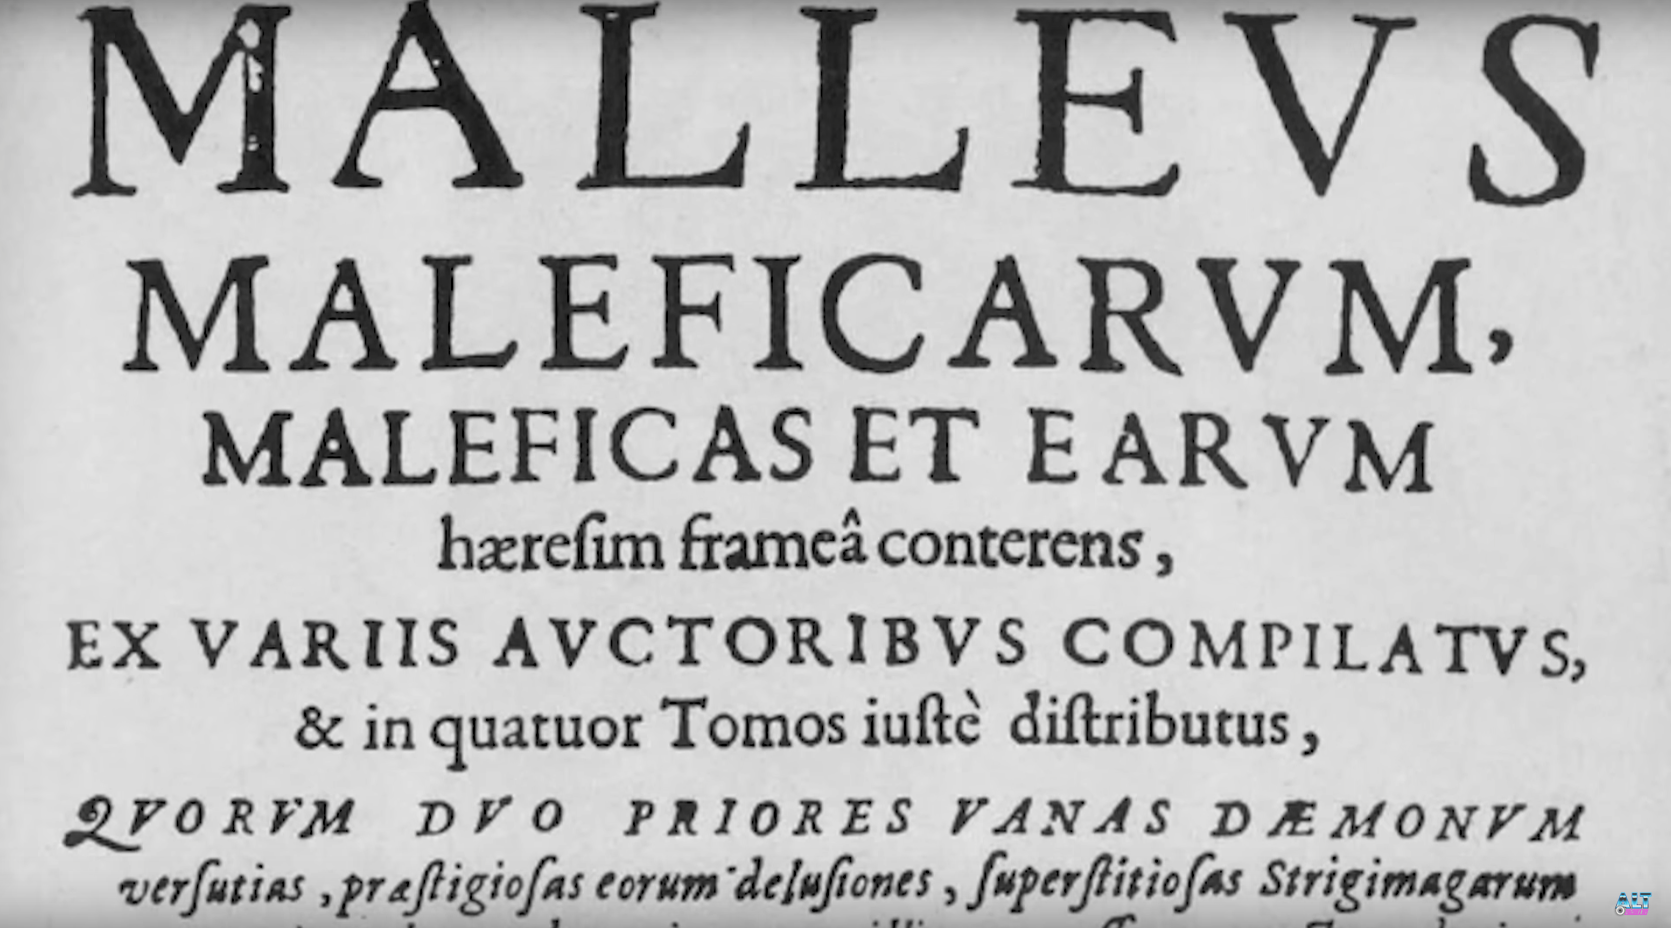 MALLEVS
MALEFICARVM,
MALEFICAS ET EARVM
hæreſim frameâ conterens,
EX VARIIS AVCTORIBVS COMPILATVS,
& in quatuor Tomos iuſtè diſtributus,
QVORVM DVO PRIORES VANAS DÆMONVM
verſutias, præſtigioſas eorum deluſiones, ſuperſtitioſas Strigimagarum
ALT